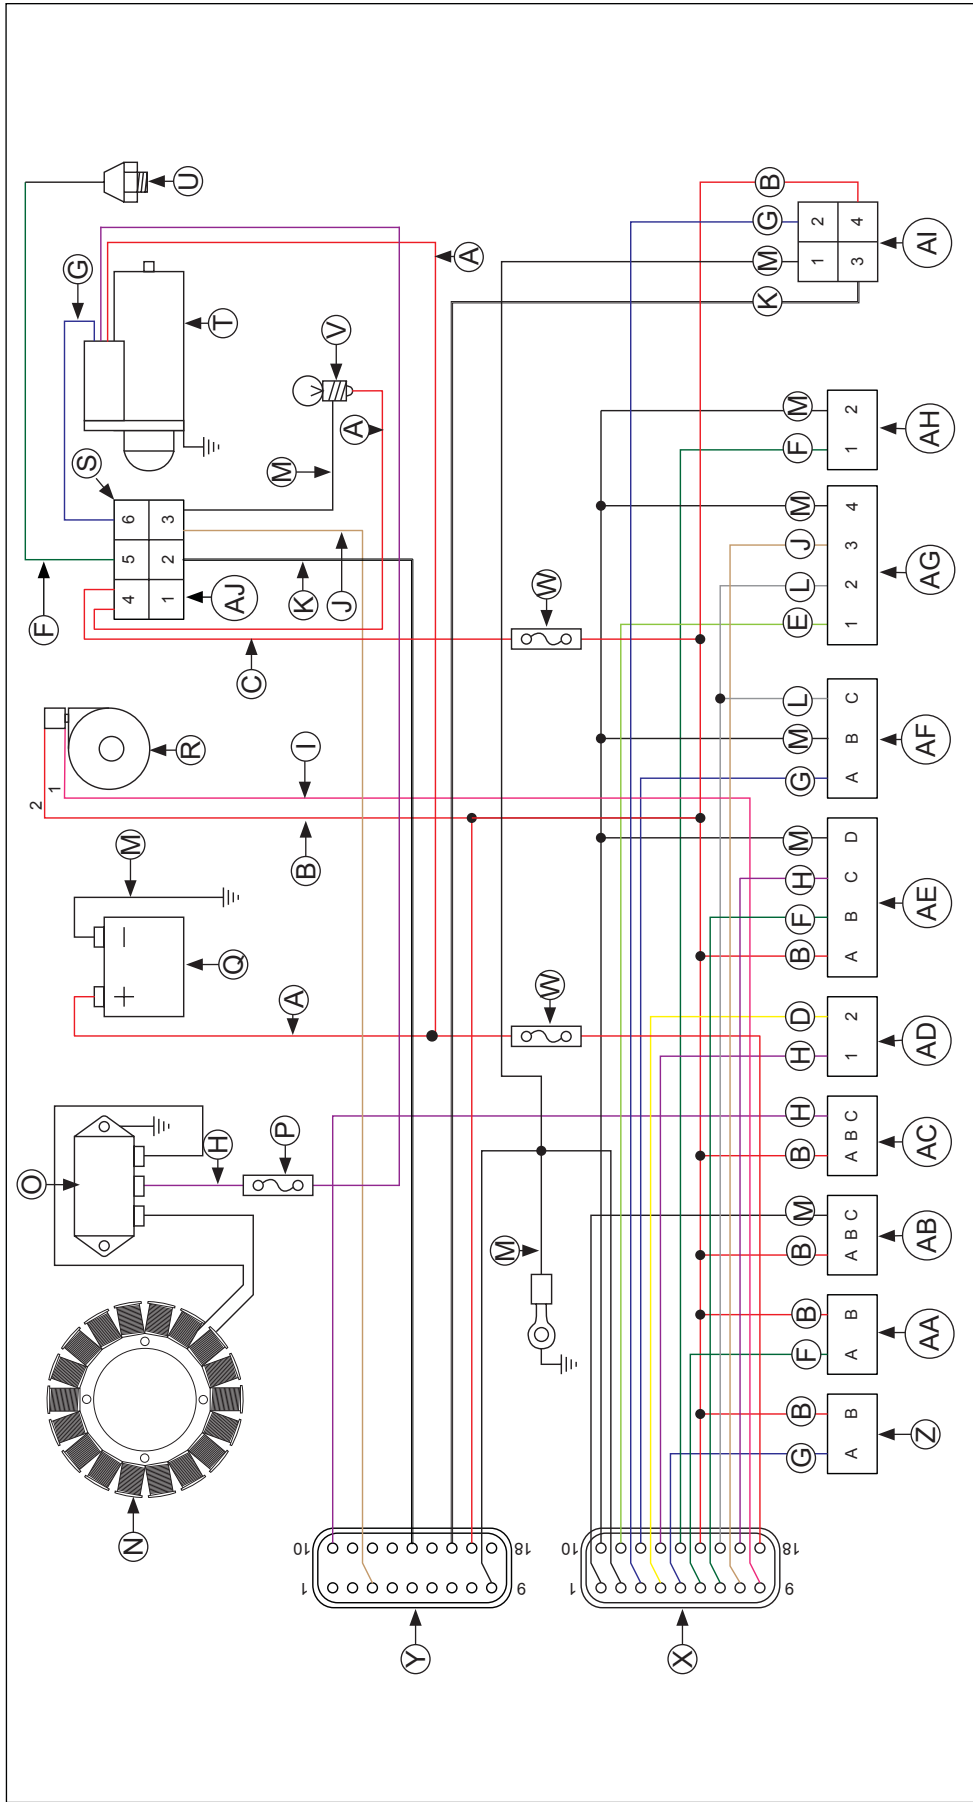 O
2
1
F
S
G
N
M
4 5 6
1 2 3
R
U
H
Q
AJ
T
C
P
A
M
B
I
K
J
A
V
1 10
Y
A
9 18
M
W
W
1 10
X
9 18
G B F B B M B H H D B F H M G M L E L J M F M K M G B
1 2
A B
A B
A B C
A B C
1 2
A B C D
A B C
1 2 3 4
1 2
3 4
Z AA AB AC AD AE AF AG AH AI